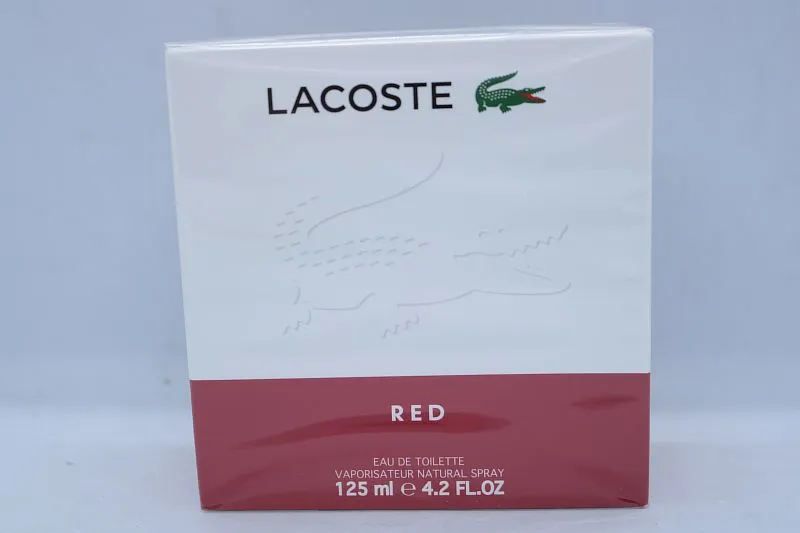 LACOSTE
RED
EAU DE TOILETTE
VAPORISATEUR NATURAL SPRAY
125 ml ℮ 4.2 FL.OZ